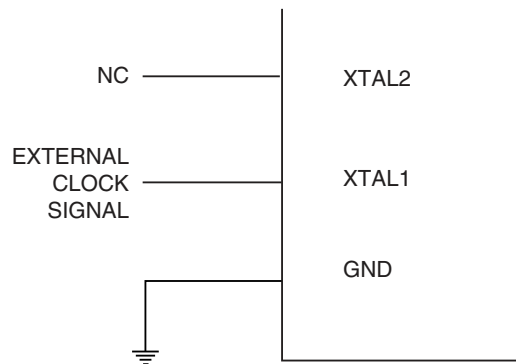 NC
XTAL2
EXTERNAL
CLOCK
SIGNAL
XTAL1
GND